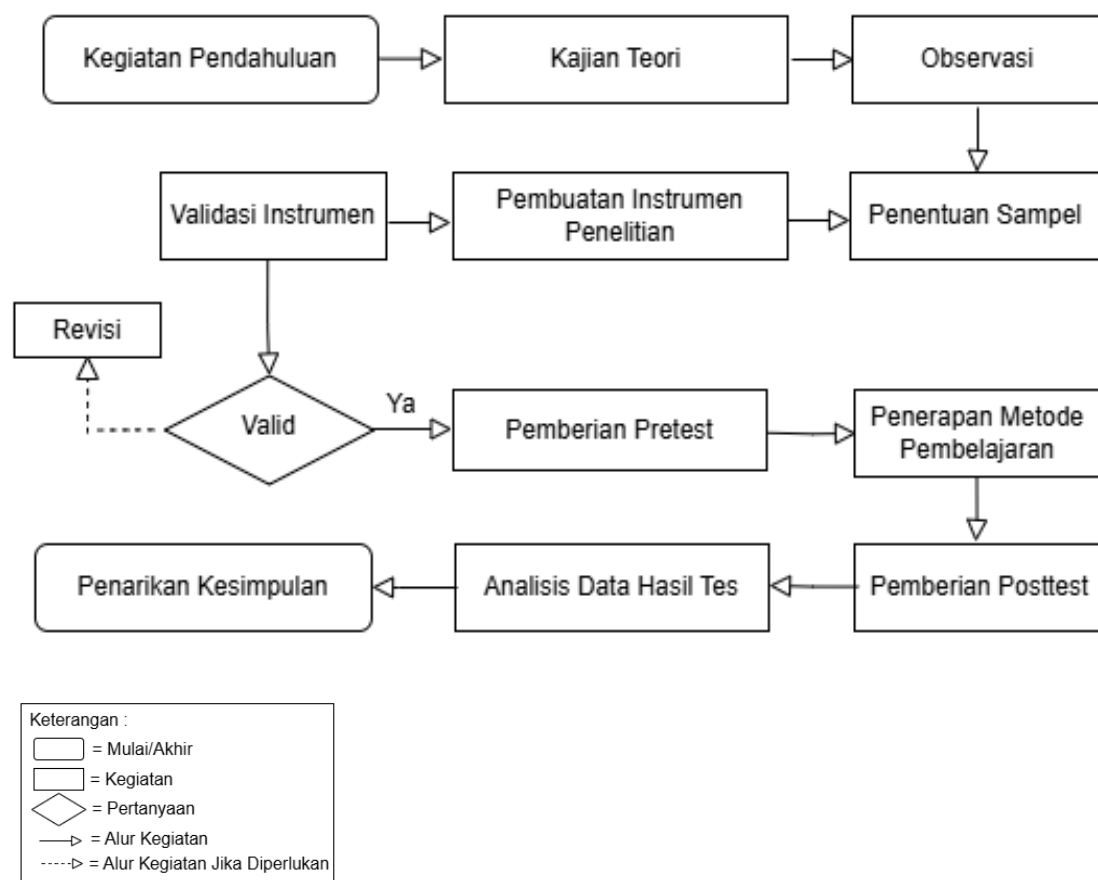 Kegiatan Pendahuluan
Kajian Teori
Observasi
Validasi Instrumen
Pembuatan Instrumen
Penelitian
Penentuan Sampel
Revisi
Valid
Ya
Pemberian Pretest
Penerapan Metode
Pembelajaran
Penarikan Kesimpulan
Analisis Data Hasil Tes
Pemberian Posttest
Keterangan :
= Mulai/Akhir
= Kegiatan
= Pertanyaan
= Alur Kegiatan
= Alur Kegiatan Jika Diperlukan